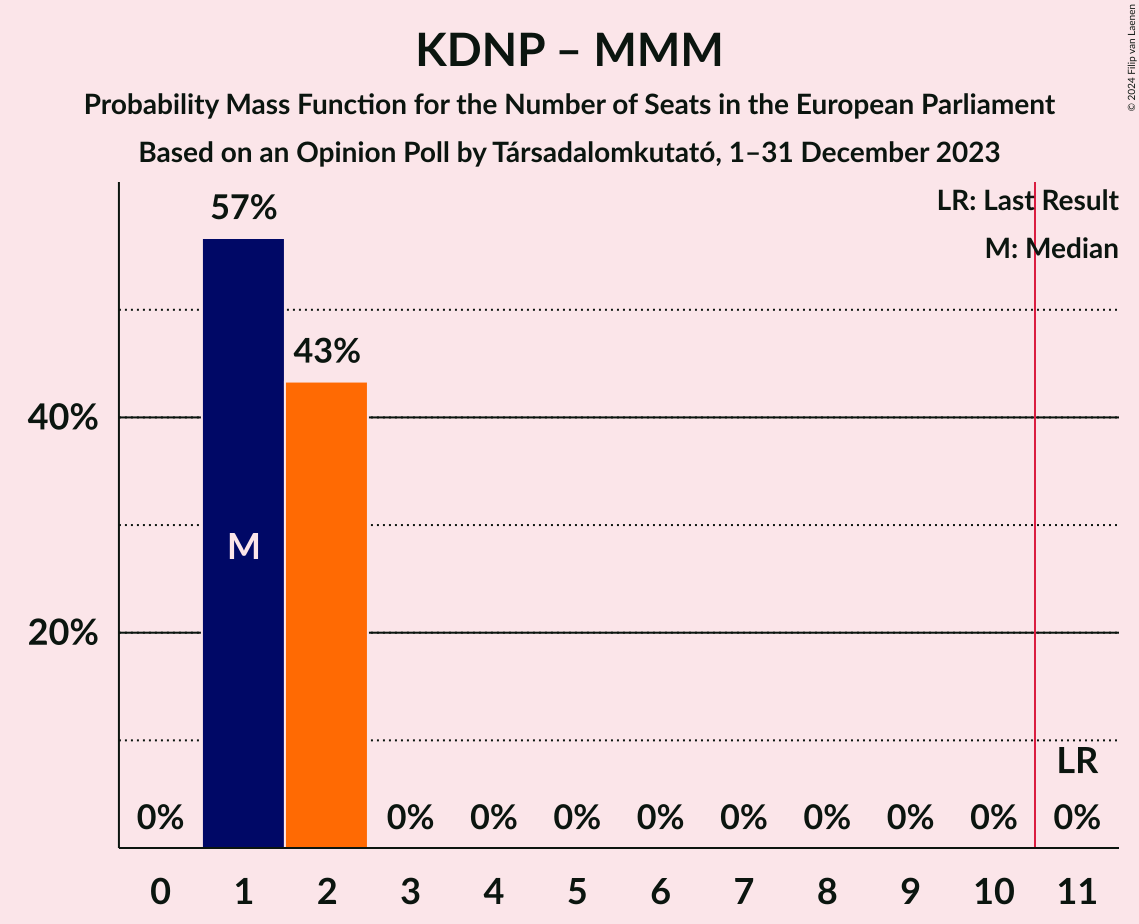 KDNP – MMM
Probability Mass Function for the Number of Seats in the European Parliament
Based on an Opinion Poll by Társadalomkutató, 1–31 December 2023
© 2024 Filip van Laenen
LR: Last Result
M: Median
57%
43%
40%
M
20%
LR
0% 0% 0% 0% 0% 0% 0% 0% 0% 0%
0 1 2 3 4 5 6 7 8 9 10 11